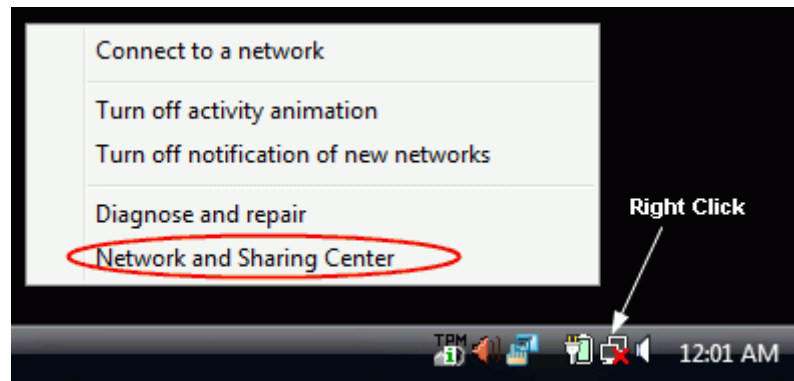 Connect to a network
Turn off activity animation
Turn off notification of new networks
Diagnose and repair
Right Click
Network and Sharing Center
TPM
12:01 AM